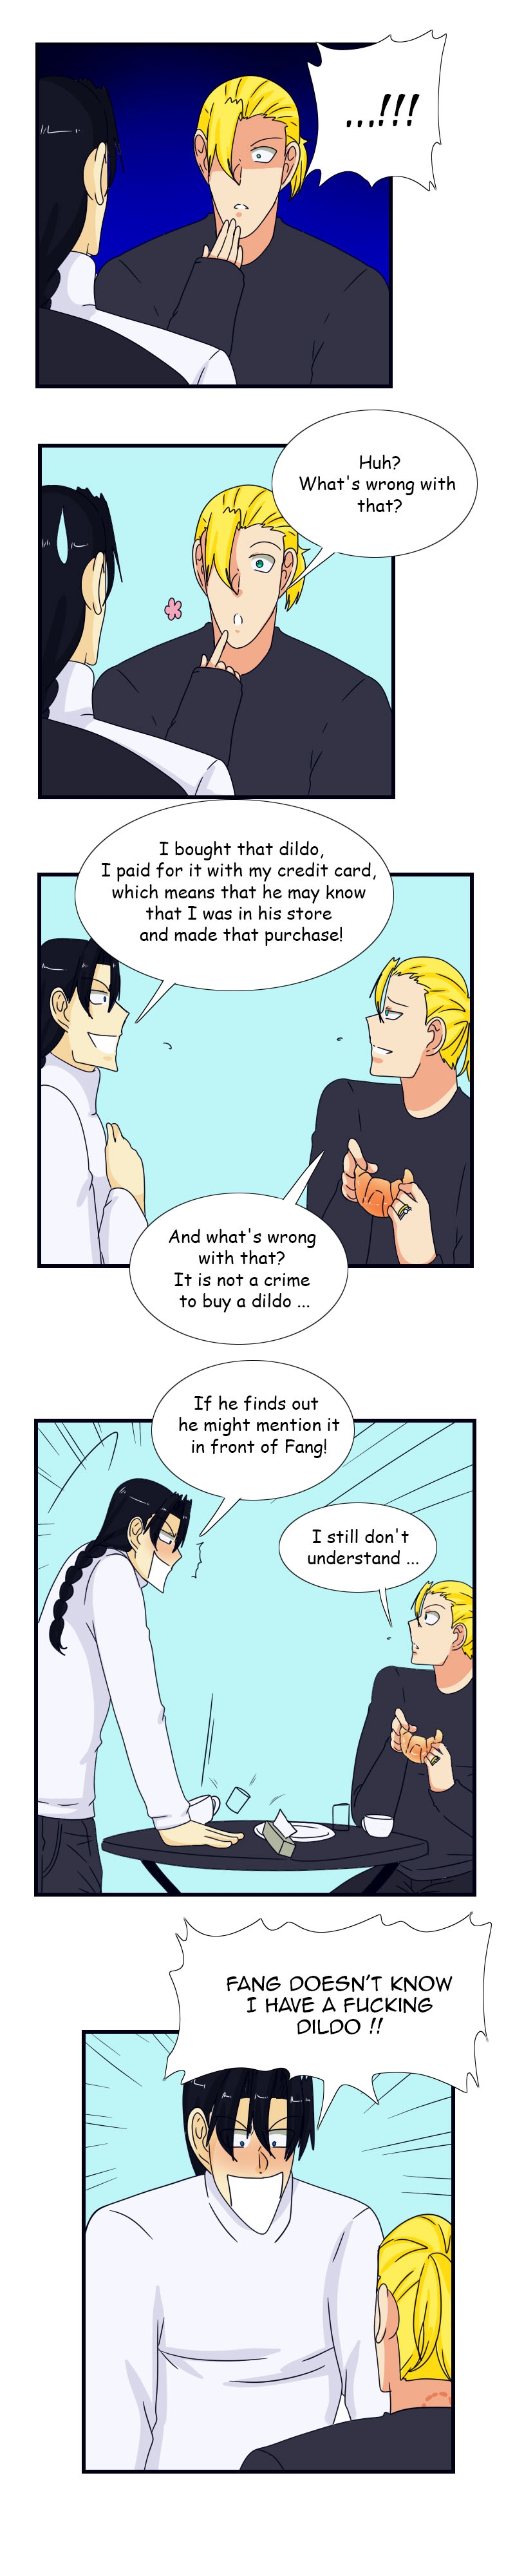 ...!!!
Huh?
What's wrong with
that?
I bought that dildo,
I paid for it with my credit card,
which means that he may know
that I was in his store
and made that purchase!
And what's wrong
with that?
It is not a crime
to buy a dildo ...
If he finds out
he might mention it
in front of Fang!
I still don't
understand ...
FANG DOESN'T KNOW
I HAVE A FUCKING
DILDO !!